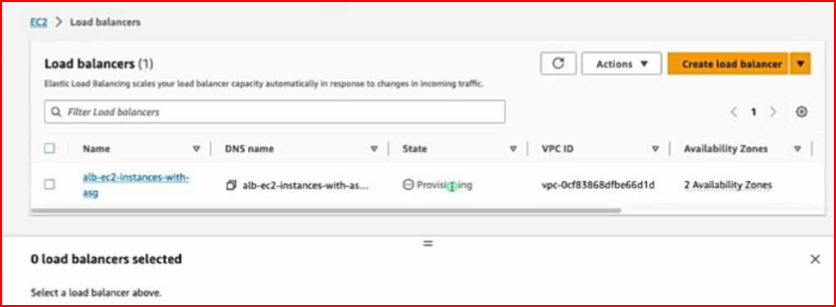 EC2 > Load balancers
Load balancers (1)
Actions ▼
Create load balancer ▼
Elastic Load Balancing scales your load balancer capacity automatically in response to changes in incoming traffic.
Filter Load balancers
< 1 >
Name
DNS name
State
VPC ID
Availability Zones
alb-ec2-instances-with-
asg
alb-ec2-instances-with-as...
Provisioning
vpc-0cf83868dfbe66d1d
2 Availability Zones
=
0 load balancers selected
Select a load balancer above.